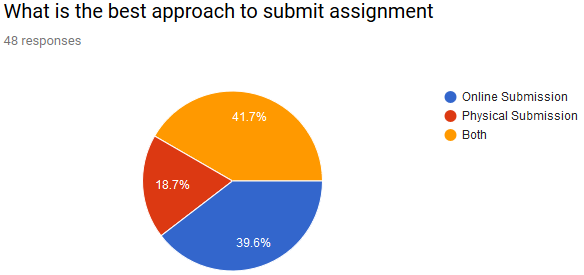 What is the best approach to submit assignment
48 responses
Online Submission
Physical Submission
Both
41.7%
18.7%
39.6%